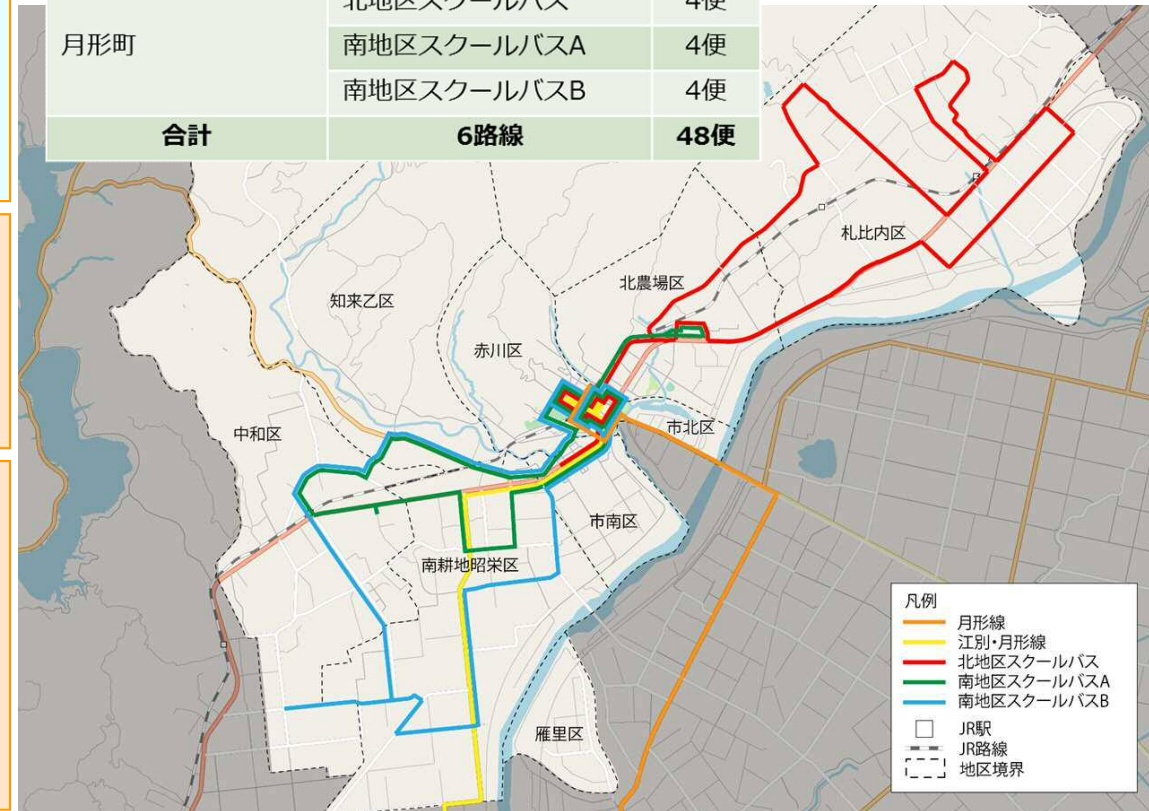 北地区スクールバス 4便
月形町 南地区スクールバスA 4便
南地区スクールバスB 4便
合計 6路線 48便
札比内区
北農場区
知来乙区
赤川区
市北区
中和区
市南区
南耕地昭栄区
雁里区
凡例
月形線
江別・月形線
北地区スクールバス
南地区スクールバスA
南地区スクールバスB
JR駅
JR路線
地区境界